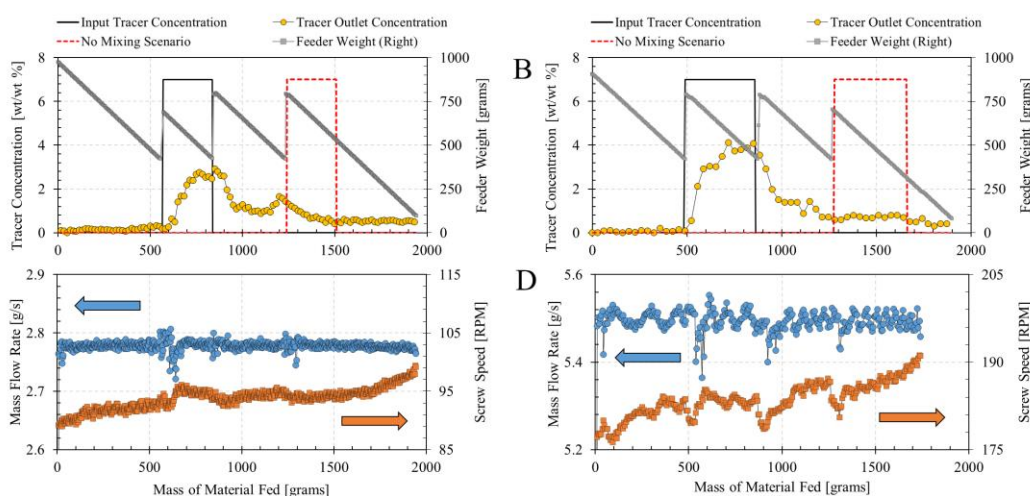 Input Tracer Concentration
Tracer Outlet Concentration
No Mixing Scenario
Feeder Weight (Right)
Tracer Concentration [wt/wt %]
8
6
4
2
0
1000
750
500
250
0
Feeder Weight [grams]
0
500
1000
1500
2000
B
Input Tracer Concentration
Tracer Outlet Concentration
No Mixing Scenario
Feeder Weight (Right)
Tracer Concentration [wt/wt %]
8
6
4
2
0
1000
750
500
250
0
Feeder Weight [grams]
0
500
1000
1500
2000
Mass Flow Rate [g/s]
2.9
2.8
2.7
2.6
115
105
95
85
Screw Speed [RPM]
0
500
1000
1500
2000
Mass of Material Fed [grams]
D
Mass Flow Rate [g/s]
5.6
5.4
5.2
205
190
175
Screw Speed [RPM]
0
500
1000
1500
2000
Mass of Material Fed [grams]